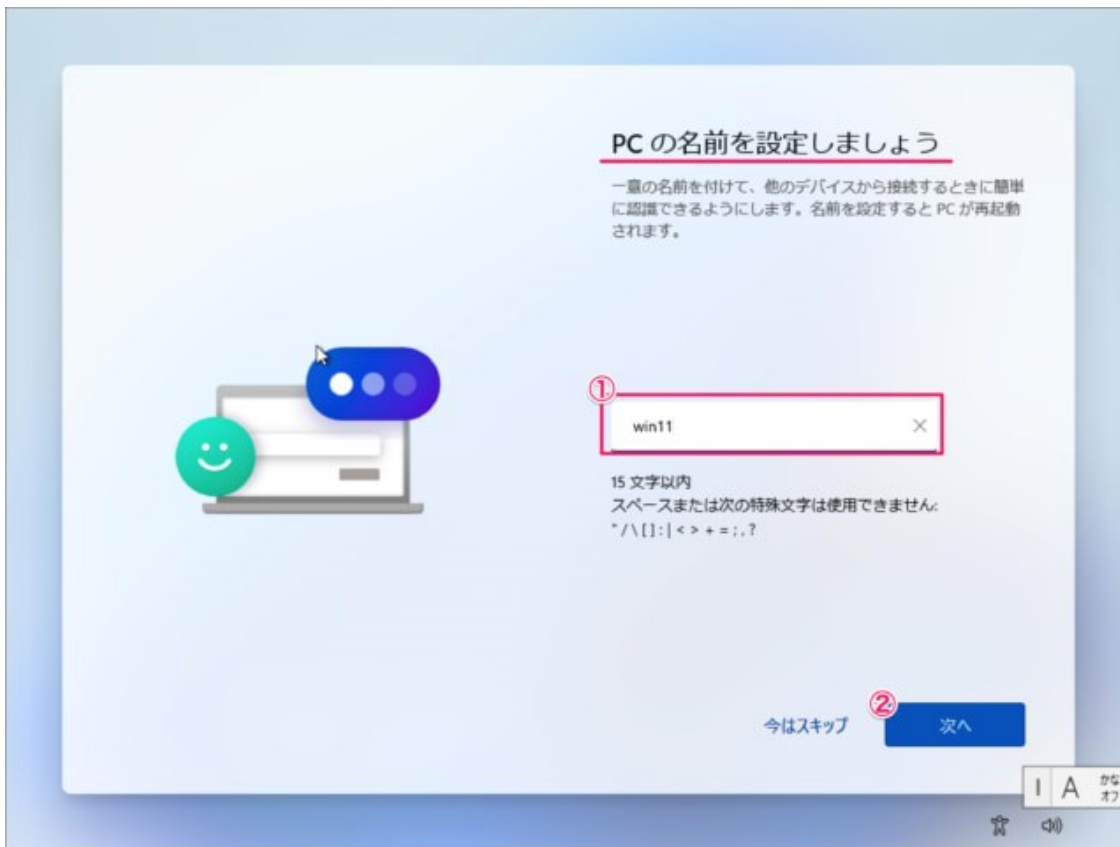 PC の名前を設定しましょう
一意の名前を付けて、他のデバイスから接続するときに簡単
に認識できるようにします。名前を設定すると PC が再起動
されます。
①
win11
15 文字以内
スペースまたは次の特殊文字は使用できません:
" / \ [ ] : | < > + = ; , ?
今はスキップ
②
次へ
A
かな
オフ